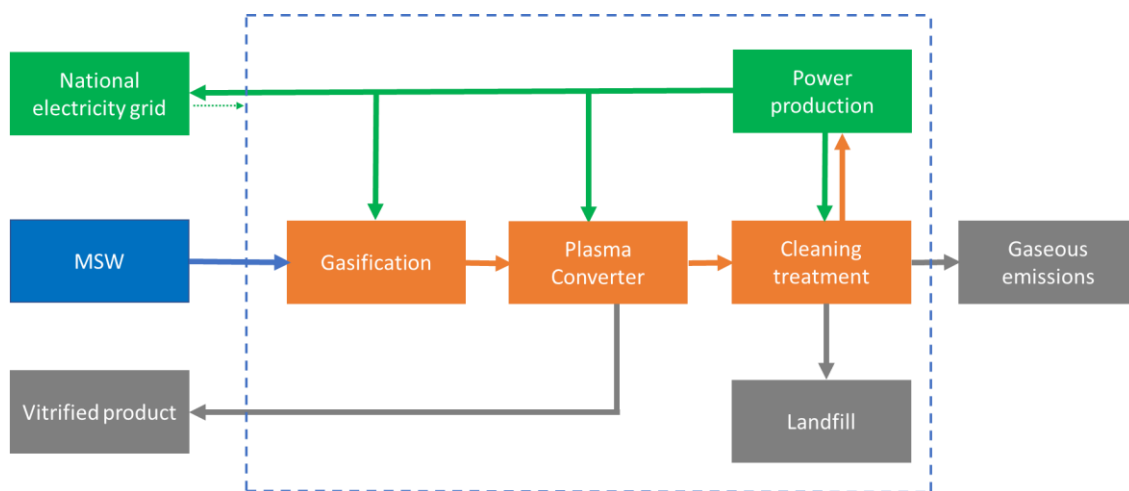 National
electricity grid
Power
production
MSW
Gasification
Plasma
Converter
Cleaning
treatment
Gaseous
emissions
Vitrified product
Landfill